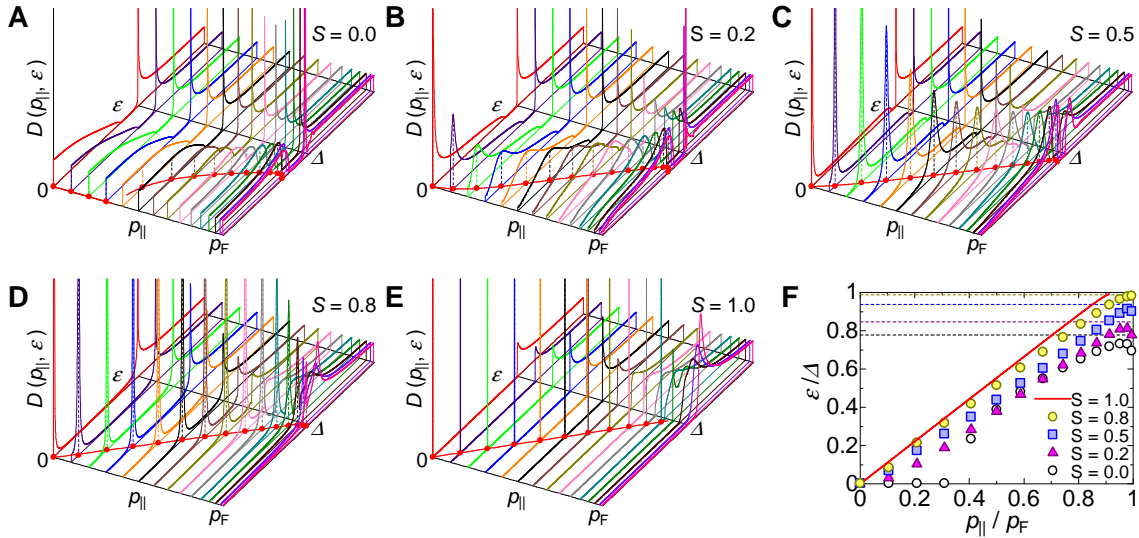 A
S = 0.0
D (p||, ε)
ε
Δ
0
p||
pF
B
S = 0.2
D (p||, ε)
ε
Δ
0
p||
pF
C
S = 0.5
D (p||, ε)
ε
Δ
0
p||
pF
D
S = 0.8
D (p||, ε)
ε
Δ
0
p||
pF
E
S = 1.0
D (p||, ε)
ε
Δ
0
p||
pF
F
ε/Δ
1
0.8
0.6
0.4
0.2
0
S = 1.0
S = 0.8
S = 0.5
S = 0.2
S = 0.0
0 0.2 0.4 0.6 0.8 1
p|| / pF